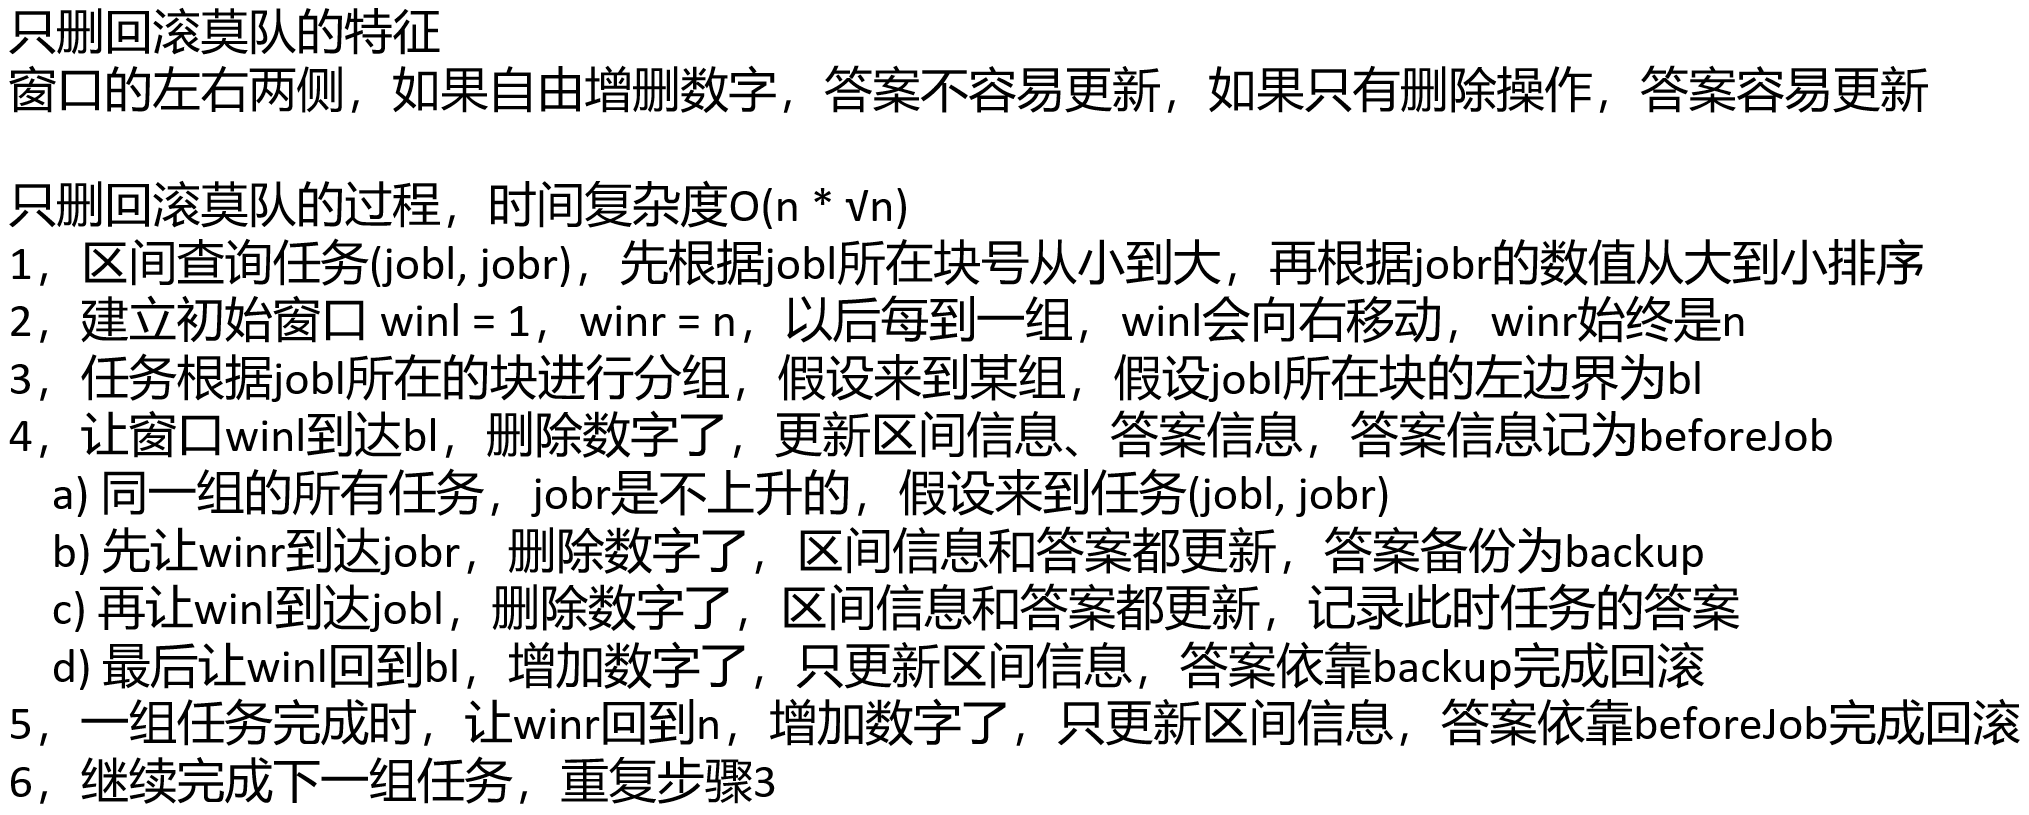 只删回滚莫队的特征
窗口的左右两侧，如果自由增删数字，答案不容易更新，如果只有删除操作，答案容易更新
只删回滚莫队的过程，时间复杂度O(n * √n)
1，区间查询任务(jobl, jobr)，先根据jobl所在块号从小到大，再根据jobr的数值从大到小排序
2，建立初始窗口 winl = 1，winr = n，以后每到一组，winl会向右移动，winr始终是n
3，任务根据jobl所在的块进行分组，假设来到某组，假设jobl所在块的左边界为bl
4，让窗口winl到达bl，删除数字了，更新区间信息、答案信息，答案信息记为beforeJob
a) 同一组的所有任务，jobr是不上升的，假设来到任务(jobl, jobr)
b) 先让winr到达jobr，删除数字了，区间信息和答案都更新，答案备份为backup
c) 再让winl到达jobl，删除数字了，区间信息和答案都更新，记录此时任务的答案
d) 最后让winl回到bl，增加数字了，只更新区间信息，答案依靠backup完成回滚
5，一组任务完成时，让winr回到n，增加数字了，只更新区间信息，答案依靠beforeJob完成回滚
6，继续完成下一组任务，重复步骤3